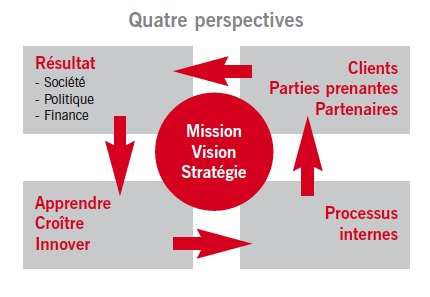 Quatre perspectives
Résultat
- Société
- Politique
- Finance
Clients
Parties prenantes
Partenaires
Mission
Vision
Stratégie
Apprendre
Croître
Innover
Processus
internes